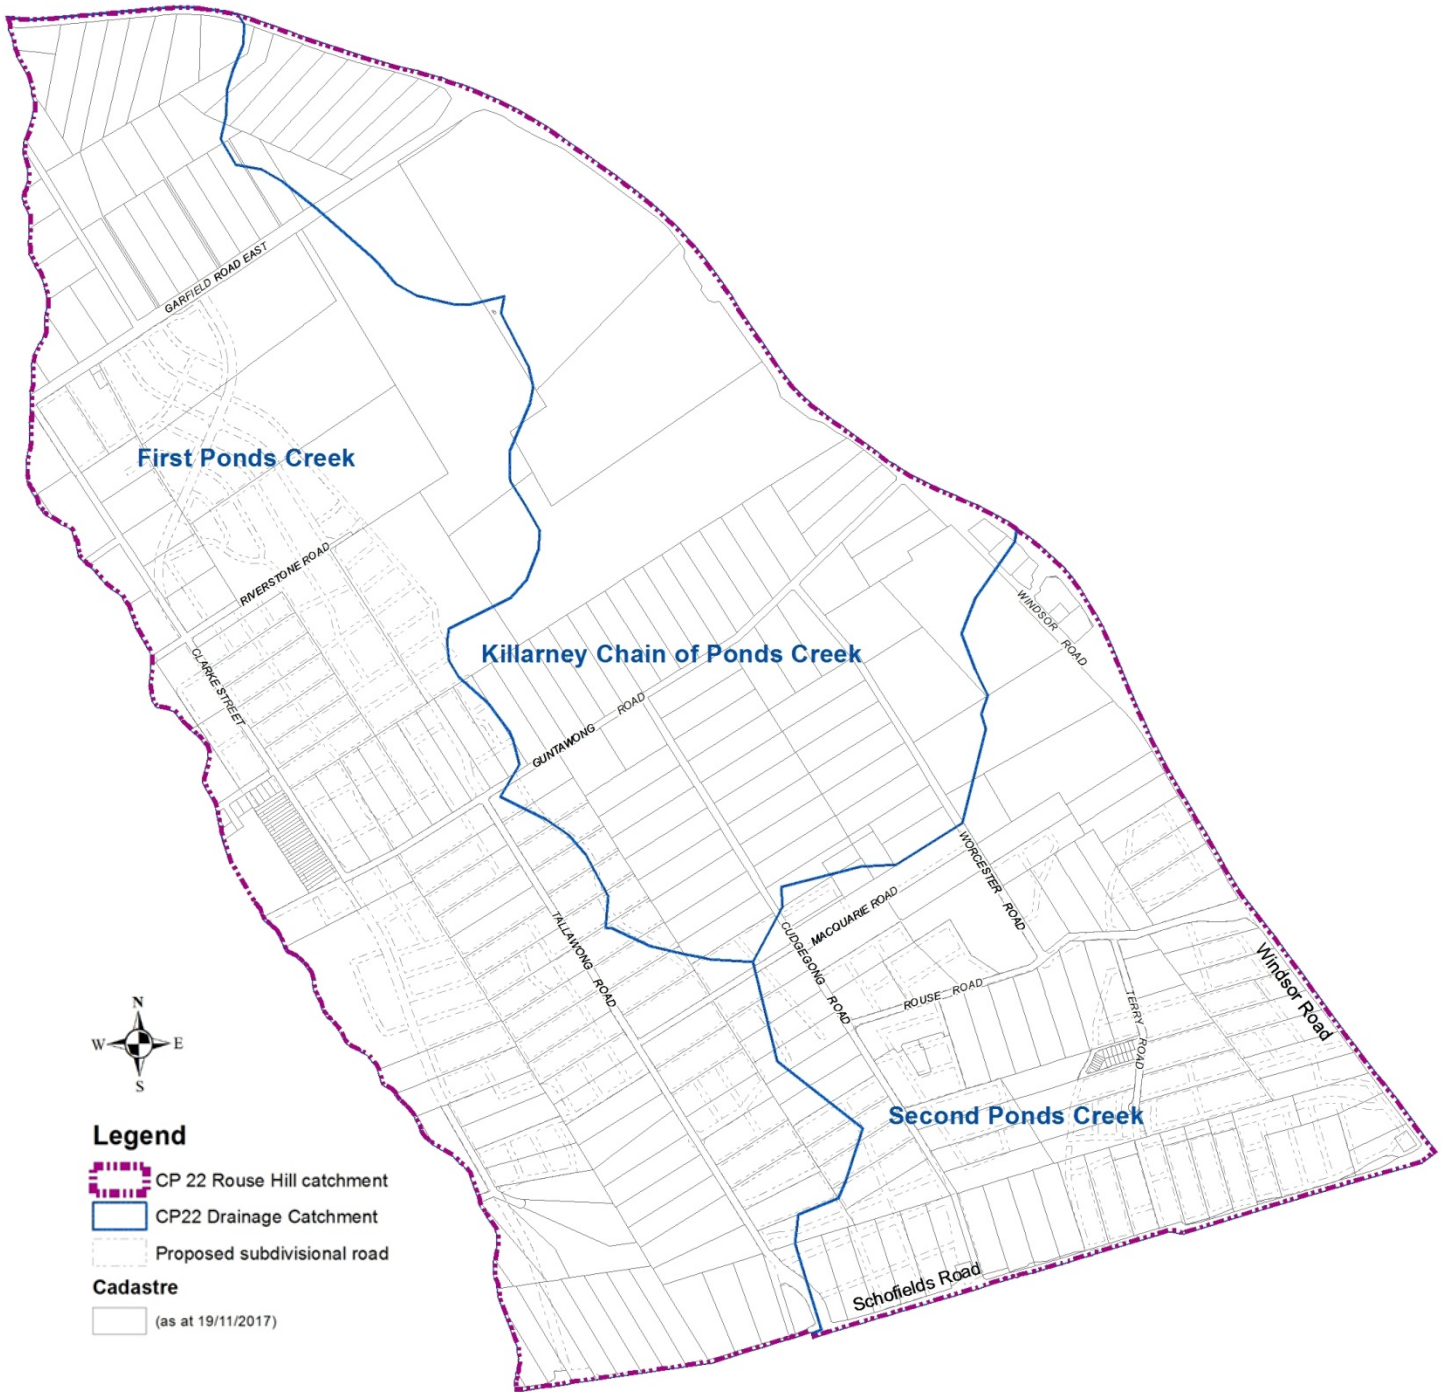 GARFIELD ROAD EAST
First Ponds Creek
RIVERSTONE ROAD
WINDSOR ROAD
Killarney Chain of Ponds Creek
CLARKE STREET
GUNTAWONG ROAD
WORCESTER ROAD
MACQUARIE ROAD
TALLAWONG ROAD
CUDGEGONG ROAD
ROUSE ROAD
TERRY ROAD
Windsor Road
Second Ponds Creek
Schofields Road
N
W E
S
Legend
CP 22 Rouse Hill catchment
CP22 Drainage Catchment
Proposed subdivisional road
Cadastre
(as at 19/11/2017)